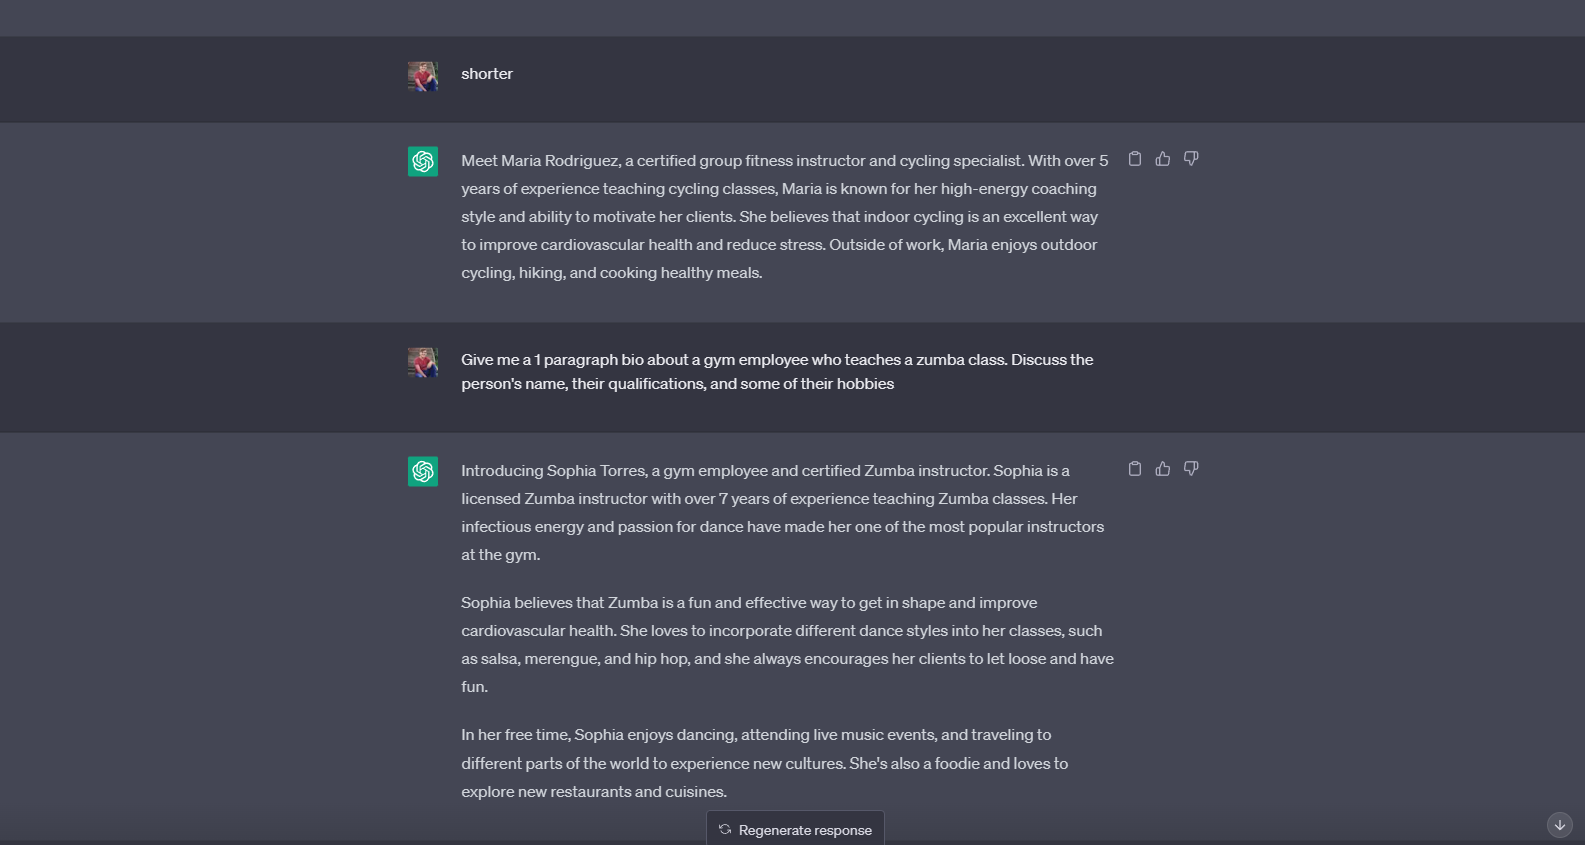 shorter
Meet Maria Rodriguez, a certified group fitness instructor and cycling specialist. With over 5
years of experience teaching cycling classes, Maria is known for her high-energy coaching
style and ability to motivate her clients. She believes that indoor cycling is an excellent way
to improve cardiovascular health and reduce stress. Outside of work, Maria enjoys outdoor
cycling, hiking, and cooking healthy meals.
Give me a 1 paragraph bio about a gym employee who teaches a zumba class. Discuss the
person's name, their qualifications, and some of their hobbies
Introducing Sophia Torres, a gym employee and certified Zumba instructor. Sophia is a
licensed Zumba instructor with over 7 years of experience teaching Zumba classes. Her
infectious energy and passion for dance have made her one of the most popular instructors
at the gym.
Sophia believes that Zumba is a fun and effective way to get in shape and improve
cardiovascular health. She loves to incorporate different dance styles into her classes, such
as salsa, merengue, and hip hop, and she always encourages her clients to let loose and have
fun.
In her free time, Sophia enjoys dancing, attending live music events, and traveling to
different parts of the world to experience new cultures. She's also a foodie and loves to
explore new restaurants and cuisines.
Regenerate response